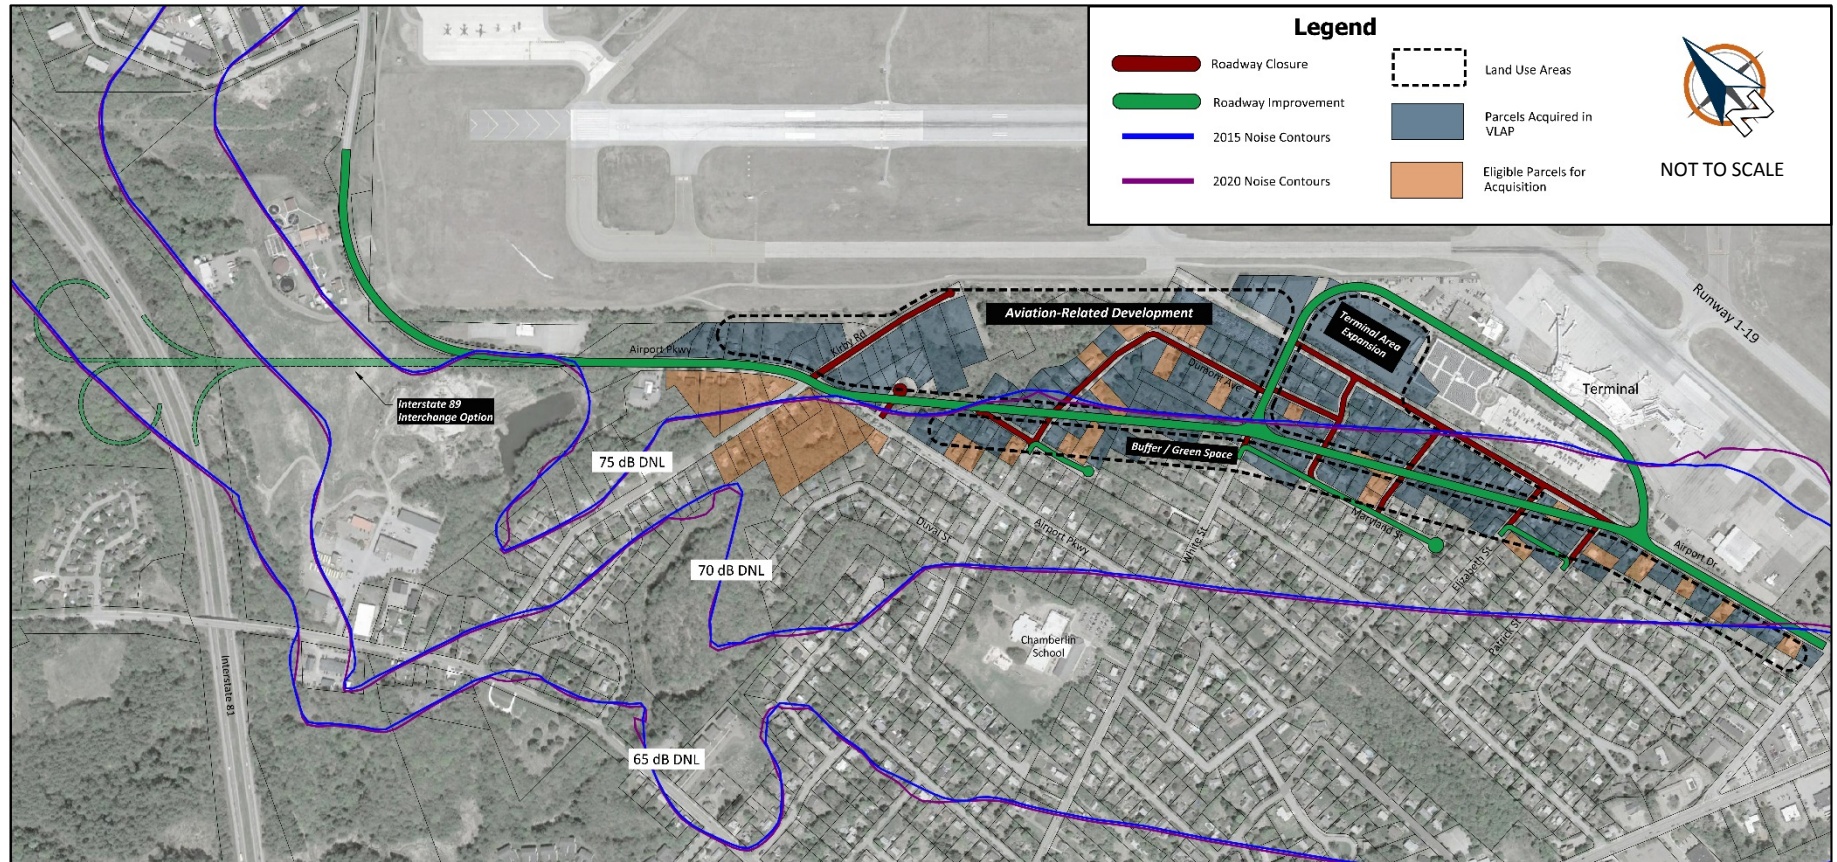 Legend
Roadway Closure
Roadway Improvement
2015 Noise Contours
2020 Noise Contours
Land Use Areas
Parcels Acquired in
VLAP
Eligible Parcels for
Acquisition
N
NOT TO SCALE
Runway 1-19
Aviation-Related Development
Terminal Area
Expansion
Kirby Rd
Airport Pkwy
Dumont Ave
Terminal
Interstate 89
Interchange Option
Buffer / Green Space
75 dB DNL
Maryland St
Airport Pkwy
Duval St
White St
Airport Dr
Elizabeth St
70 dB DNL
Patrick St
Chamberlin
School
Interstate 81
65 dB DNL